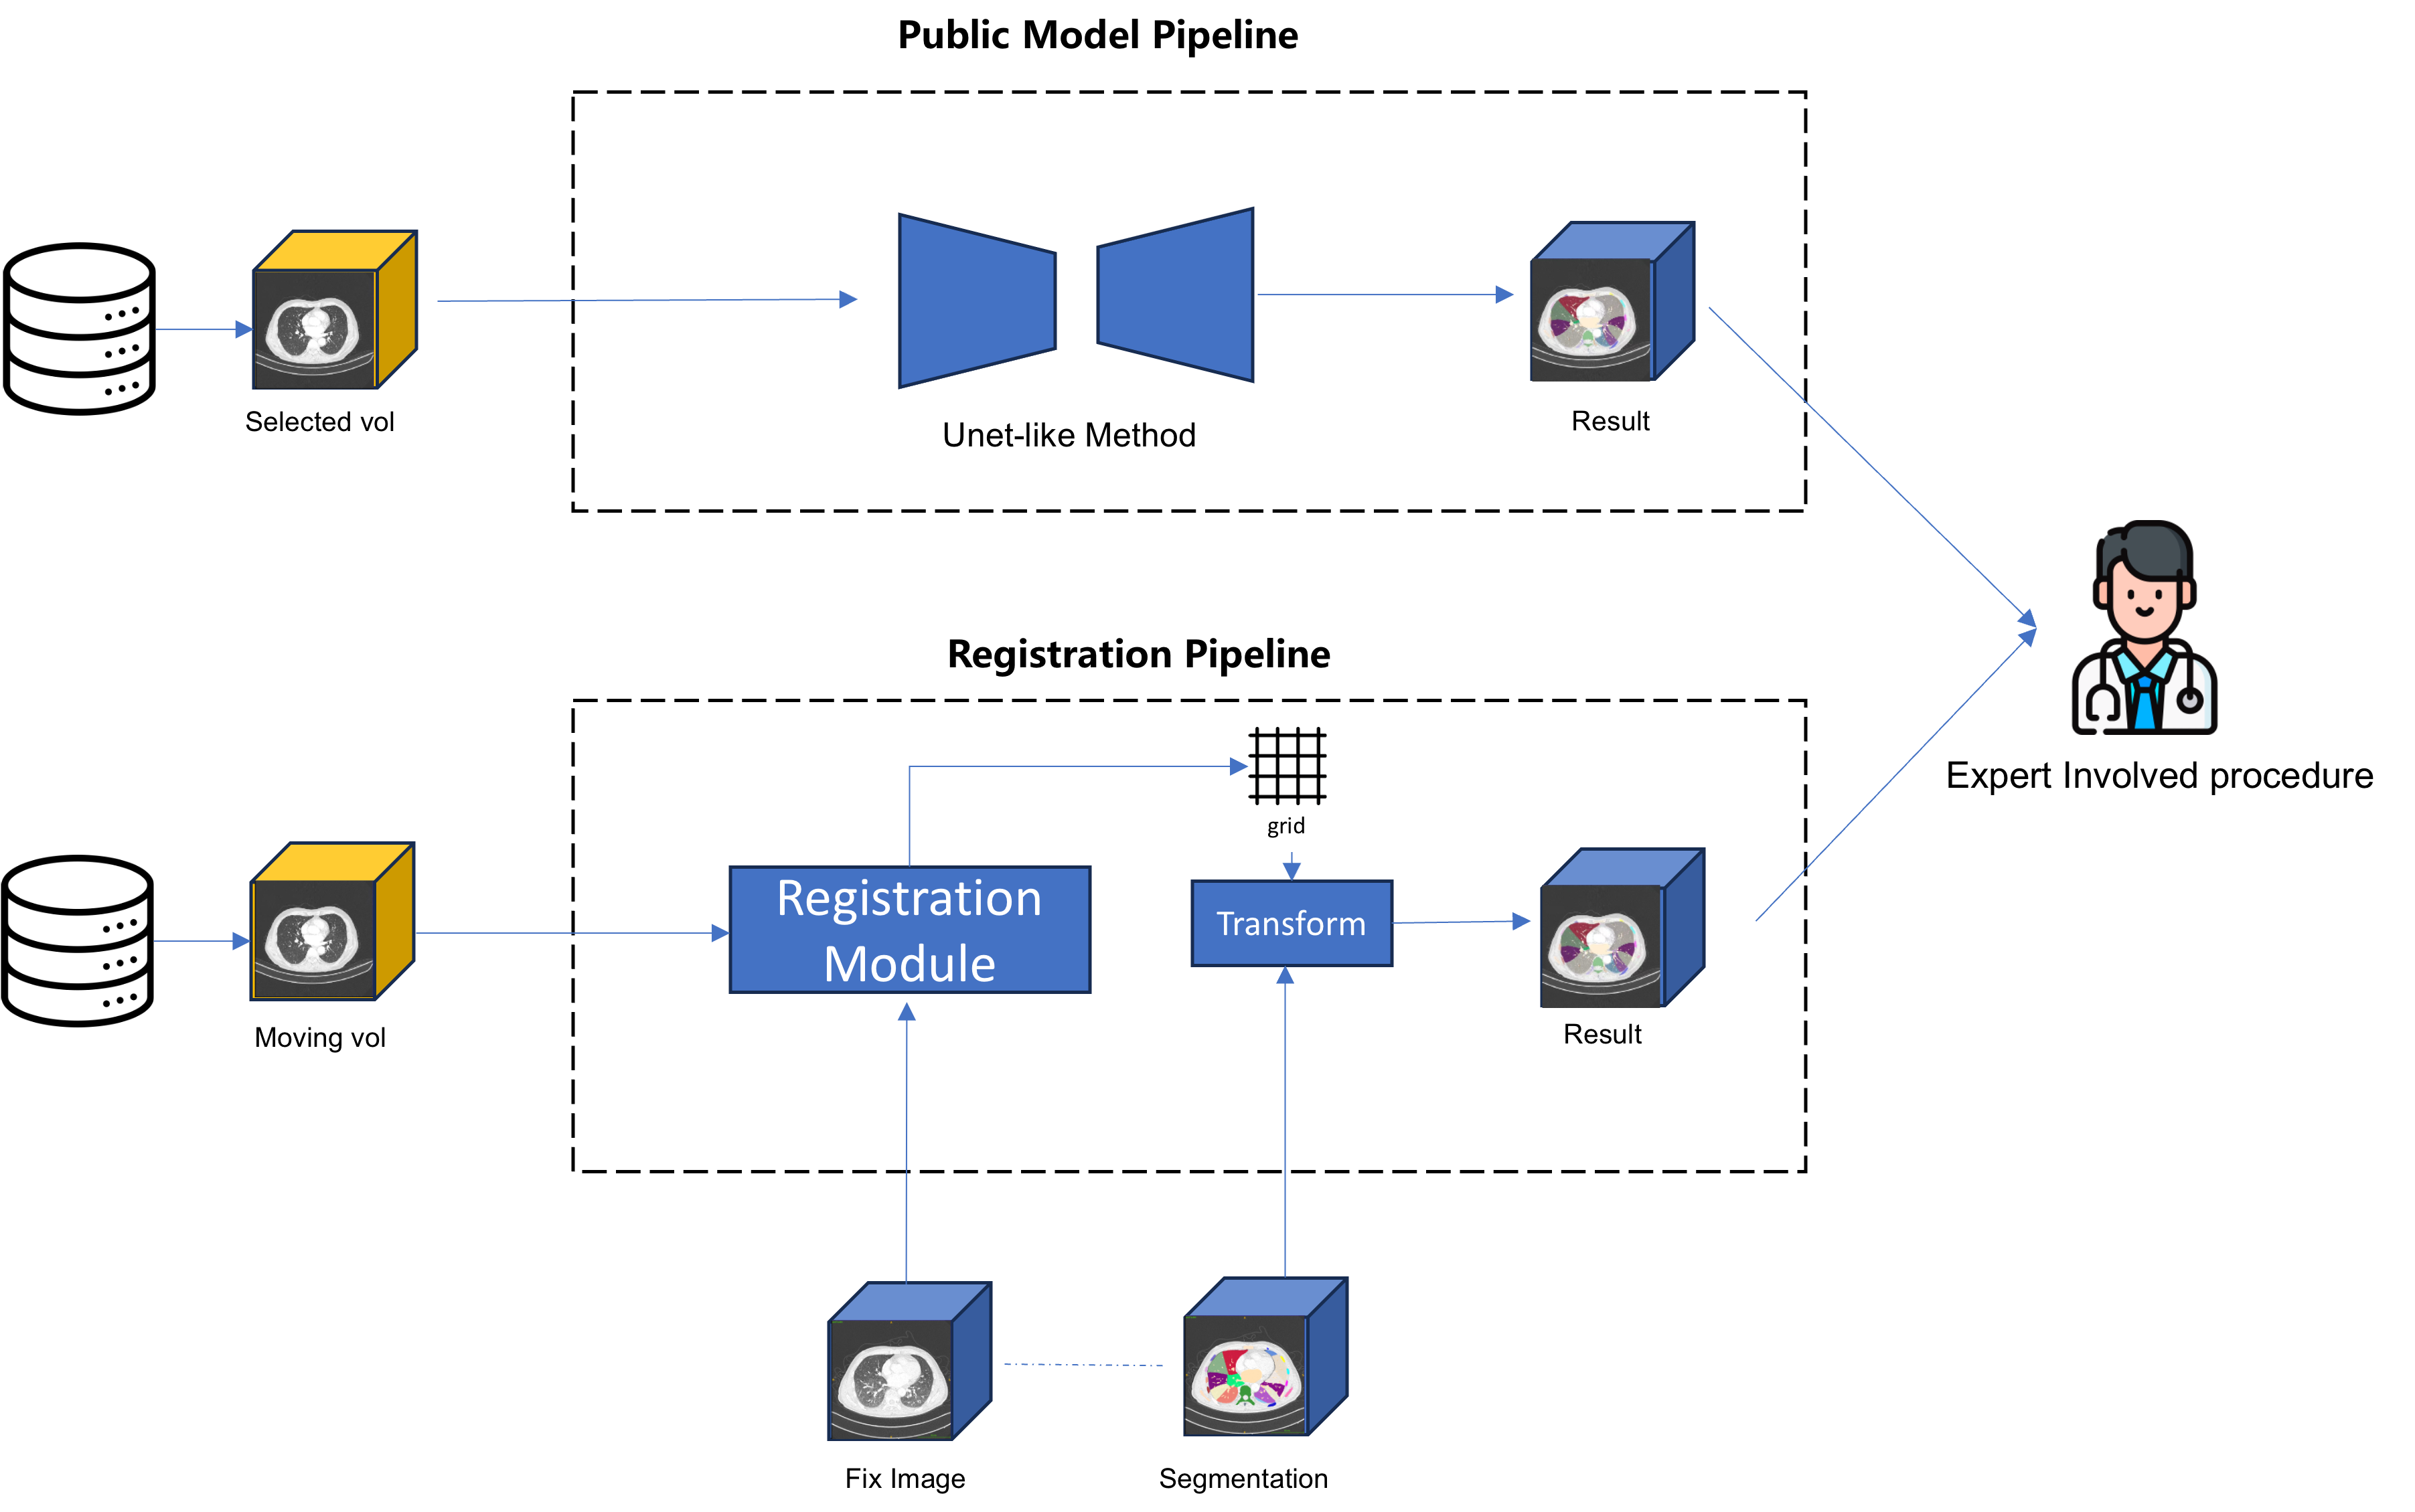 Public Model Pipeline
Selected vol
Unet-like Method
Result
Registration Pipeline
grid
Registration
Module
Transform
Expert Involved procedure
Moving vol
Result
Fix Image
Segmentation